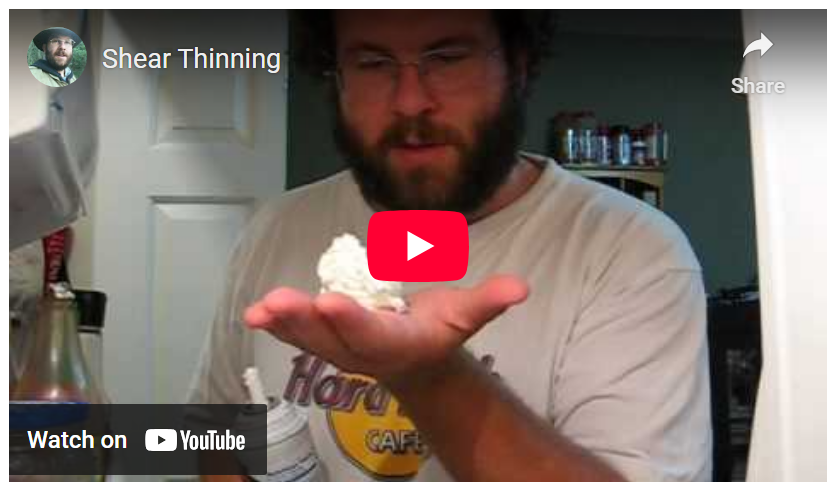 Shear Thinning
Share
Hard
CAFE
Watch on YouTube